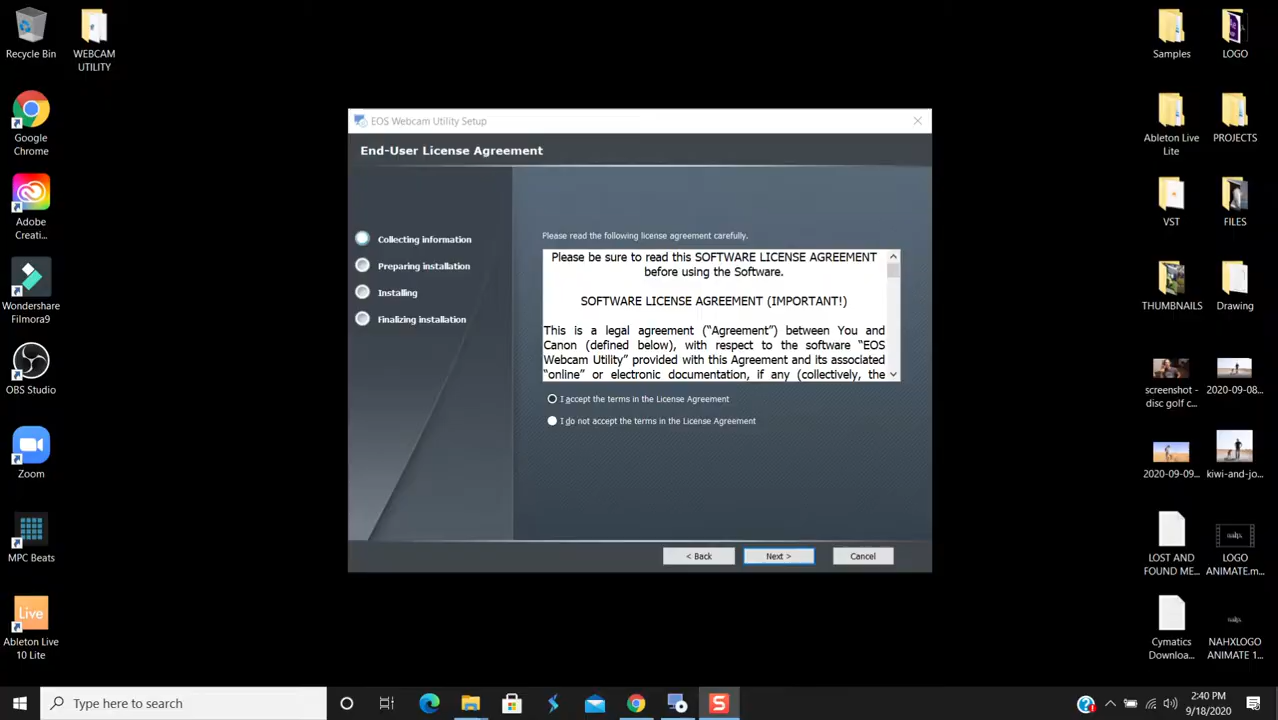 Recycle Bin
WEBCAM
UTILITY
Google
Chrome
Adobe
Creati...
Wondershare
Filmora9
OBS Studio
Zoom
MPC Beats
Live
Ableton Live
10 Lite
EOS Webcam Utility Setup
End-User License Agreement
Collecting information
Preparing installation
Installing
Finalizing installation
Please read the following license agreement carefully.
Please be sure to read this SOFTWARE LICENSE AGREEMENT
before using the Software.
SOFTWARE LICENSE AGREEMENT (IMPORTANT!)
This is a legal agreement (“Agreement”) between You and
Canon (defined below), with respect to the software “EOS
Webcam Utility” provided with this Agreement and its associated
“online” or electronic documentation, if any (collectively, the
I accept the terms in the License Agreement
I do not accept the terms in the License Agreement
< Back
Next >
Cancel
Samples
LOGO
Ableton Live
Lite
PROJECTS
VST
FILES
THUMBNAILS
Drawing
screenshot -
disc golf c...
2020-09-08...
2020-09-09...
kiwi-and-jo...
LOST AND
FOUND ME...
LOGO
ANIMATE.m...
Cymatics
Downloa...
NAHXLOGO
ANIMATE 1...
Type here to search
S
2:40 PM
9/18/2020